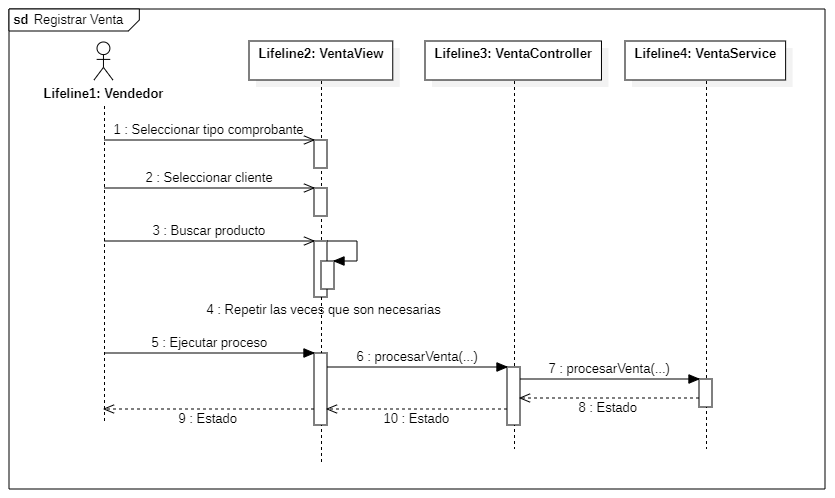 sd Registrar Venta
Lifeline1: Vendedor
Lifeline2: VentaView
Lifeline3: VentaController
Lifeline4: VentaService
1 : Seleccionar tipo comprobante
2 : Seleccionar cliente
3 : Buscar producto
4 : Repetir las veces que son necesarias
5 : Ejecutar proceso
6 : procesarVenta(...)
7 : procesarVenta(...)
8 : Estado
9 : Estado
10 : Estado